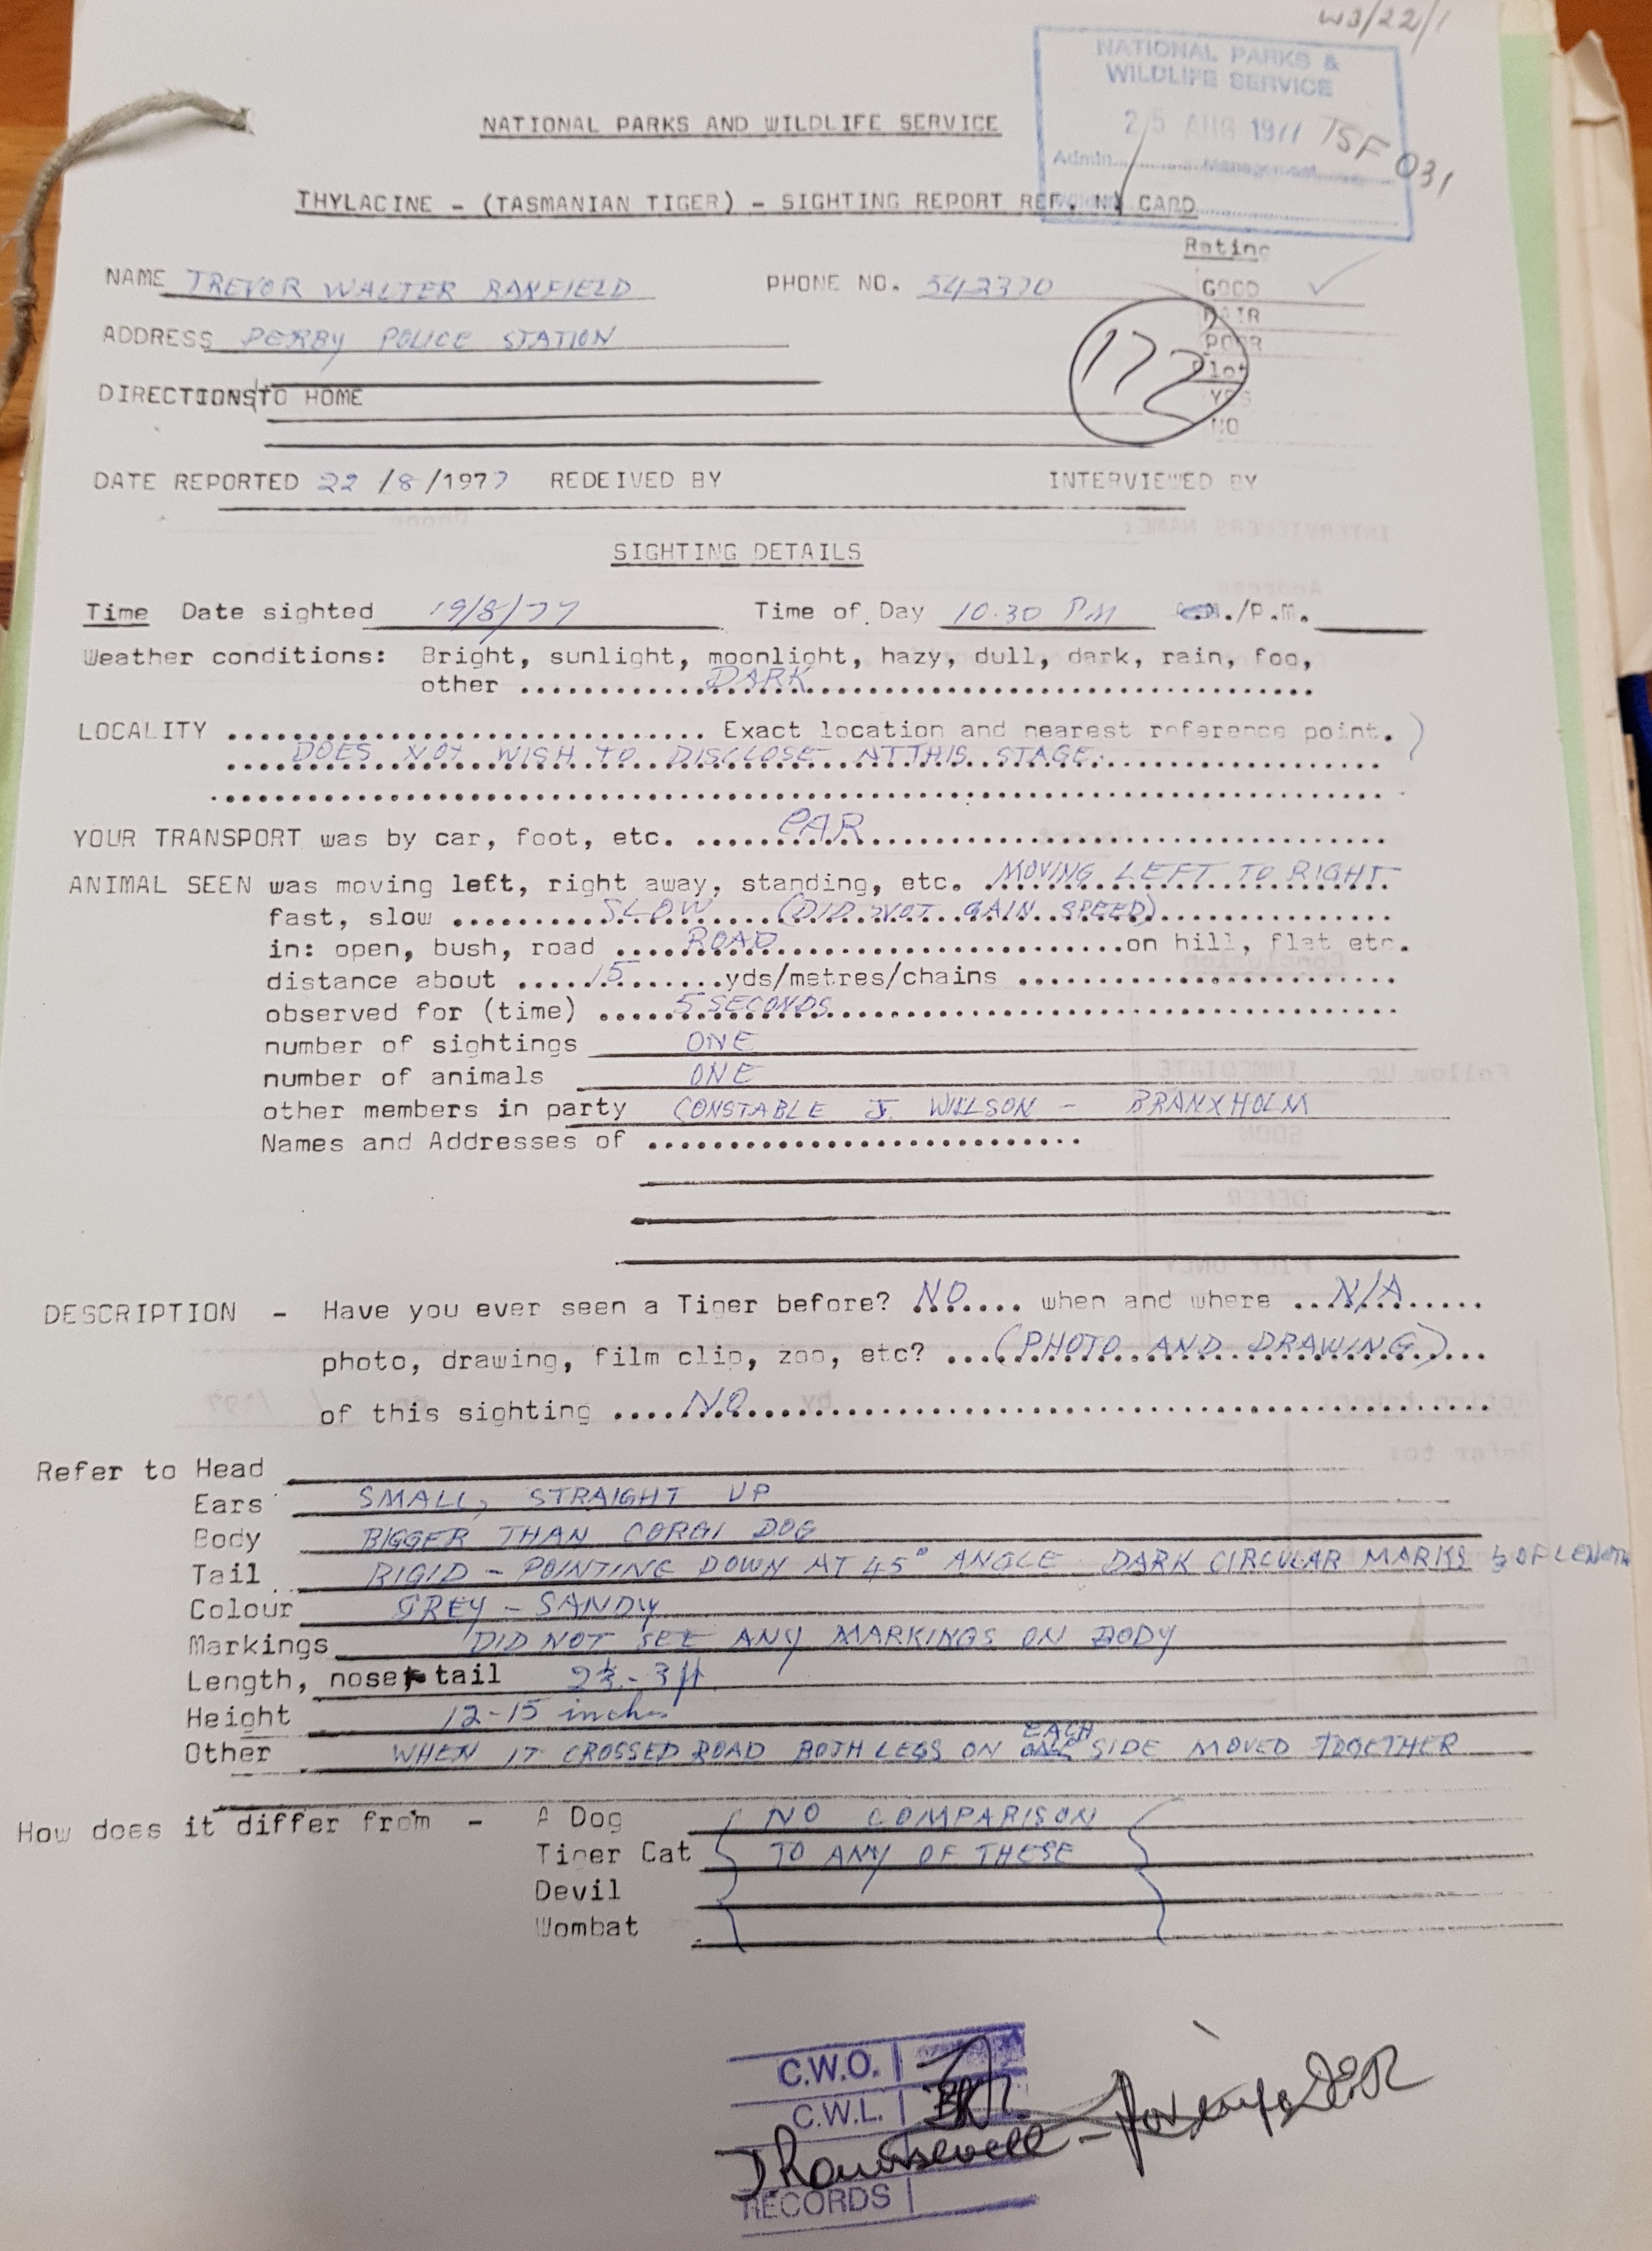 W3/22/1
NATIONAL PARKS &
WILDLIFE SERVICE
25 AUG 1977 TSF 031
Admin. Management
NATIONAL PARKS AND WILDLIFE SERVICE
THYLACINE - (TASMANIAN TIGER) - SIGHTING REPORT REF. NO CARD
Rating
NAME TREVOR WALTER BANFIELD PHONE NO. 542370 GOOD ✓
FAIR
ADDRESS DERBY POLICE STATION POOR
172
Plot
DIRECTIONS TO HOME YES
NO
DATE REPORTED 22/8/1977 REDEIVED BY INTERVIEWED BY
SIGHTING DETAILS
Time Date sighted 19/8/77 Time of Day 10.30 PM a.m./p.m.
Weather conditions: Bright, sunlight, moonlight, hazy, dull, dark, rain, fog,
other DARK
LOCALITY Exact location and nearest reference point.)
DOES NOT WISH TO DISCLOSE AT THIS STAGE.
YOUR TRANSPORT was by car, foot, etc. CAR
ANIMAL SEEN was moving left, right away, standing, etc. MOVING LEFT TO RIGHT
fast, slow SLOW (DID NOT GAIN SPEED)
in: open, bush, road ROAD on hill, flat etc.
distance about 15 yds/metres/chains
observed for (time) 5 SECONDS
number of sightings ONE
number of animals ONE
other members in party CONSTABLE J. WILSON - BRANXHOLM
Names and Addresses of
DESCRIPTION - Have you ever seen a Tiger before? NO when and where N/A
photo, drawing, film clip, zoo, etc? (PHOTO AND DRAWING)
of this sighting NO
Refer to Head
Ears SMALL, STRAIGHT UP
Body BIGGER THAN CORGI DOG
Tail RIGID - POINTING DOWN AT 45° ANGLE DARK CIRCULAR MARKS OF LENGTH
Colour GREY - SANDY
Markings DID NOT SEE ANY MARKINGS ON BODY
Length, nose tail 2½ - 3 ft
Height 12-15 inches
Other WHEN IT CROSSED ROAD BOTH LEGS ON EACH SIDE MOVED TOGETHER
How does it differ from - A Dog NO COMPARISON
Tiger Cat TO ANY OF THESE
Devil
Wombat
C.W.O.
C.W.L.
RECORDS